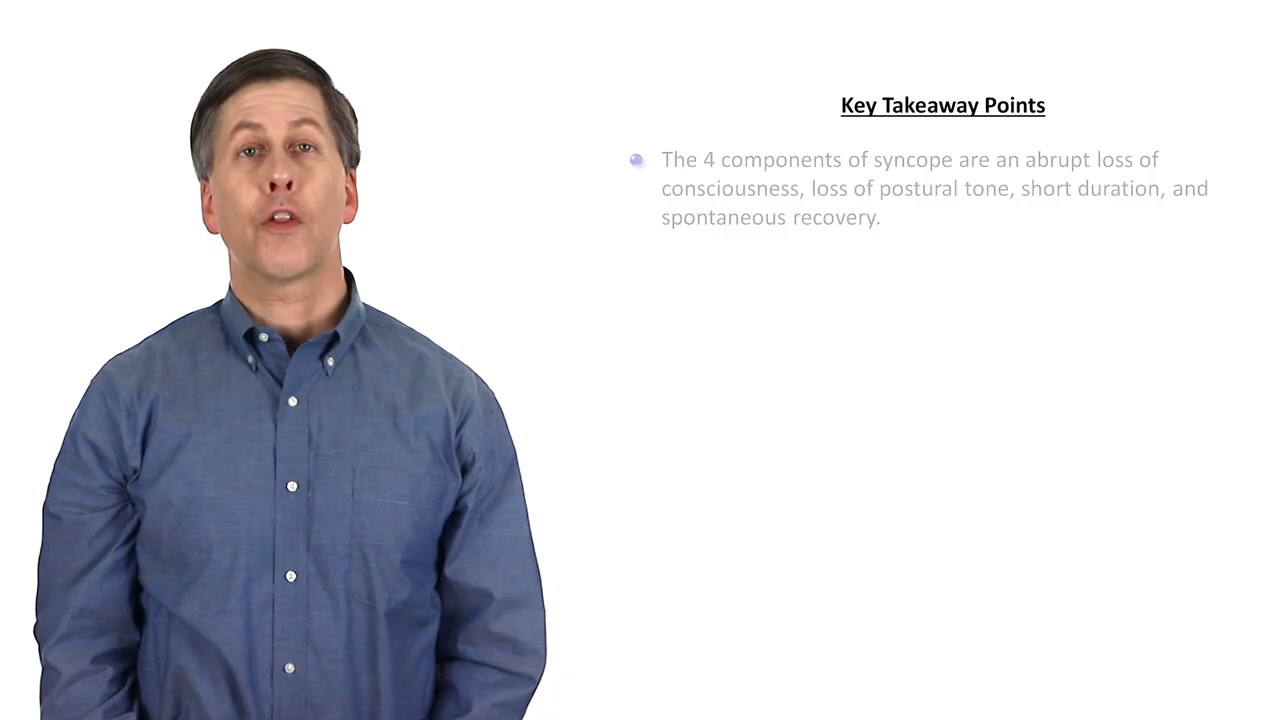 Key Takeaway Points
The 4 components of syncope are an abrupt loss of
consciousness, loss of postural tone, short duration, and
spontaneous recovery.